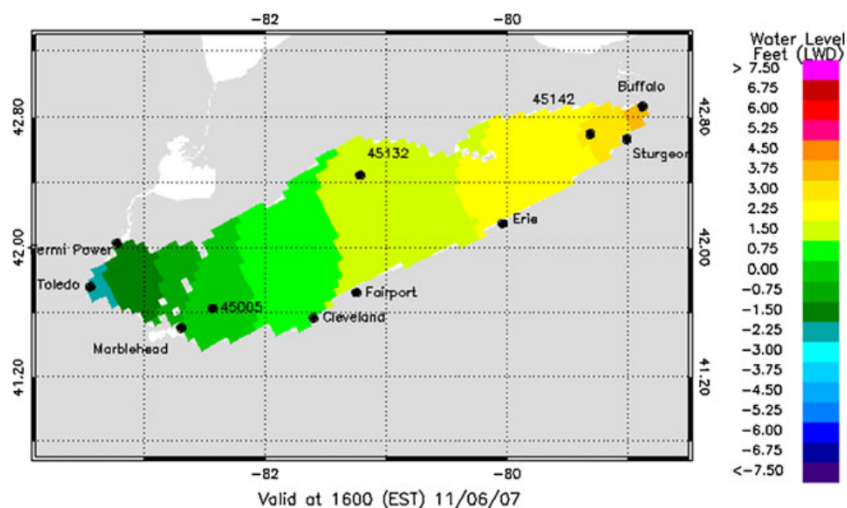 -82 -80
Water Level
Feet (LWD)
> 7.50
6.75
6.00
5.25
4.50
3.75
3.00
2.25
1.50
0.75
0.00
-0.75
-1.50
-2.25
-3.00
-3.75
-4.50
-5.25
-6.00
-6.75
<-7.50
42.80
42.00
41.20
42.80
42.00
41.20
Buffalo
45142
Sturgeon
45132
Erie
ermi Power
Toledo
45005
Fairport
Cleveland
Marblehead
-82 -80
Valid at 1600 (EST) 11/06/07